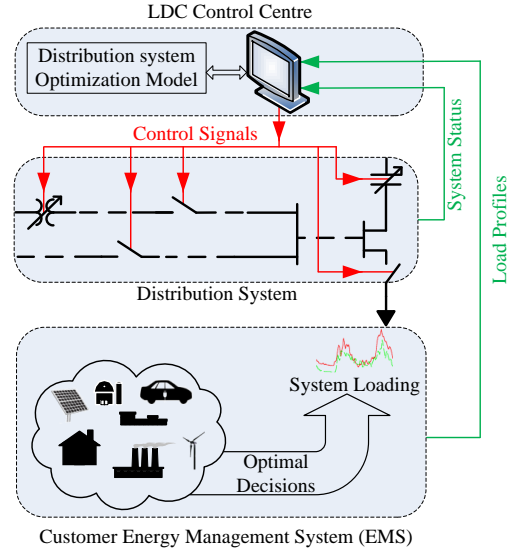 LDC Control Centre
Distribution system
Optimization Model
Control Signals
System Status
Load Profiles
Distribution System
System Loading
Optimal
Decisions
Customer Energy Management System (EMS)